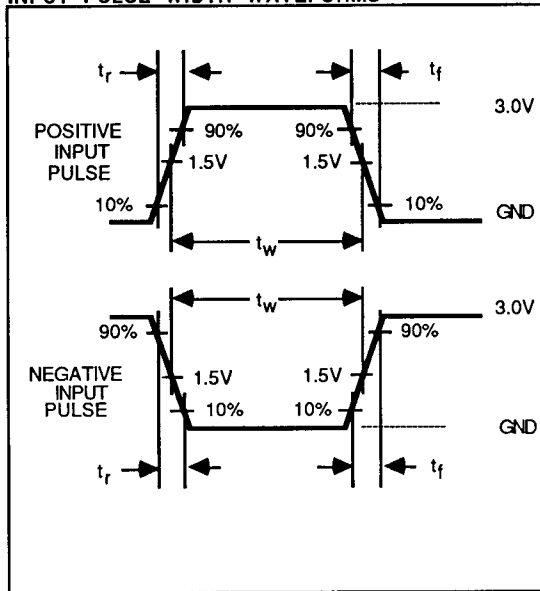 INPUT PULSE WIDTH WAVEFORMS
tr tf
3.0V
POSITIVE INPUT PULSE
90% 90%
1.5V 1.5V
10% 10%
GND
tw
tw
3.0V
90% 90%
NEGATIVE INPUT PULSE
1.5V 1.5V
10% 10%
GND
tr tf